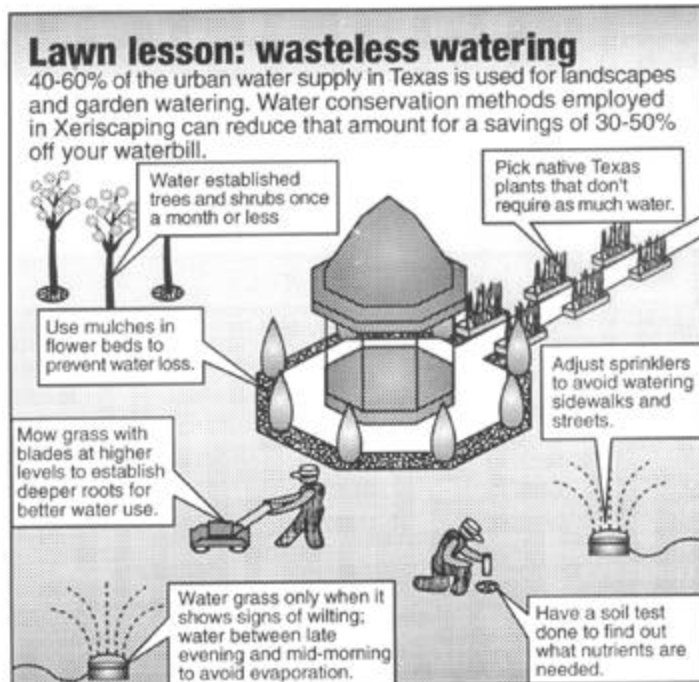 Lawn lesson: wasteless watering
40-60% of the urban water supply in Texas is used for landscapes
and garden watering. Water conservation methods employed
in Xeriscaping can reduce that amount for a savings of 30-50%
off your waterbill.
Water established
trees and shrubs once
a month or less
Pick native Texas
plants that don't
require as much water.
Use mulches in
flower beds to
prevent water loss.
Adjust sprinklers
to avoid watering
sidewalks and
streets.
Mow grass with
blades at higher
levels to establish
deeper roots for
better water use.
Water grass only when it
shows signs of wilting;
water between late
evening and mid-morning
to avoid evaporation.
Have a soil test
done to find out
what nutrients are
needed.